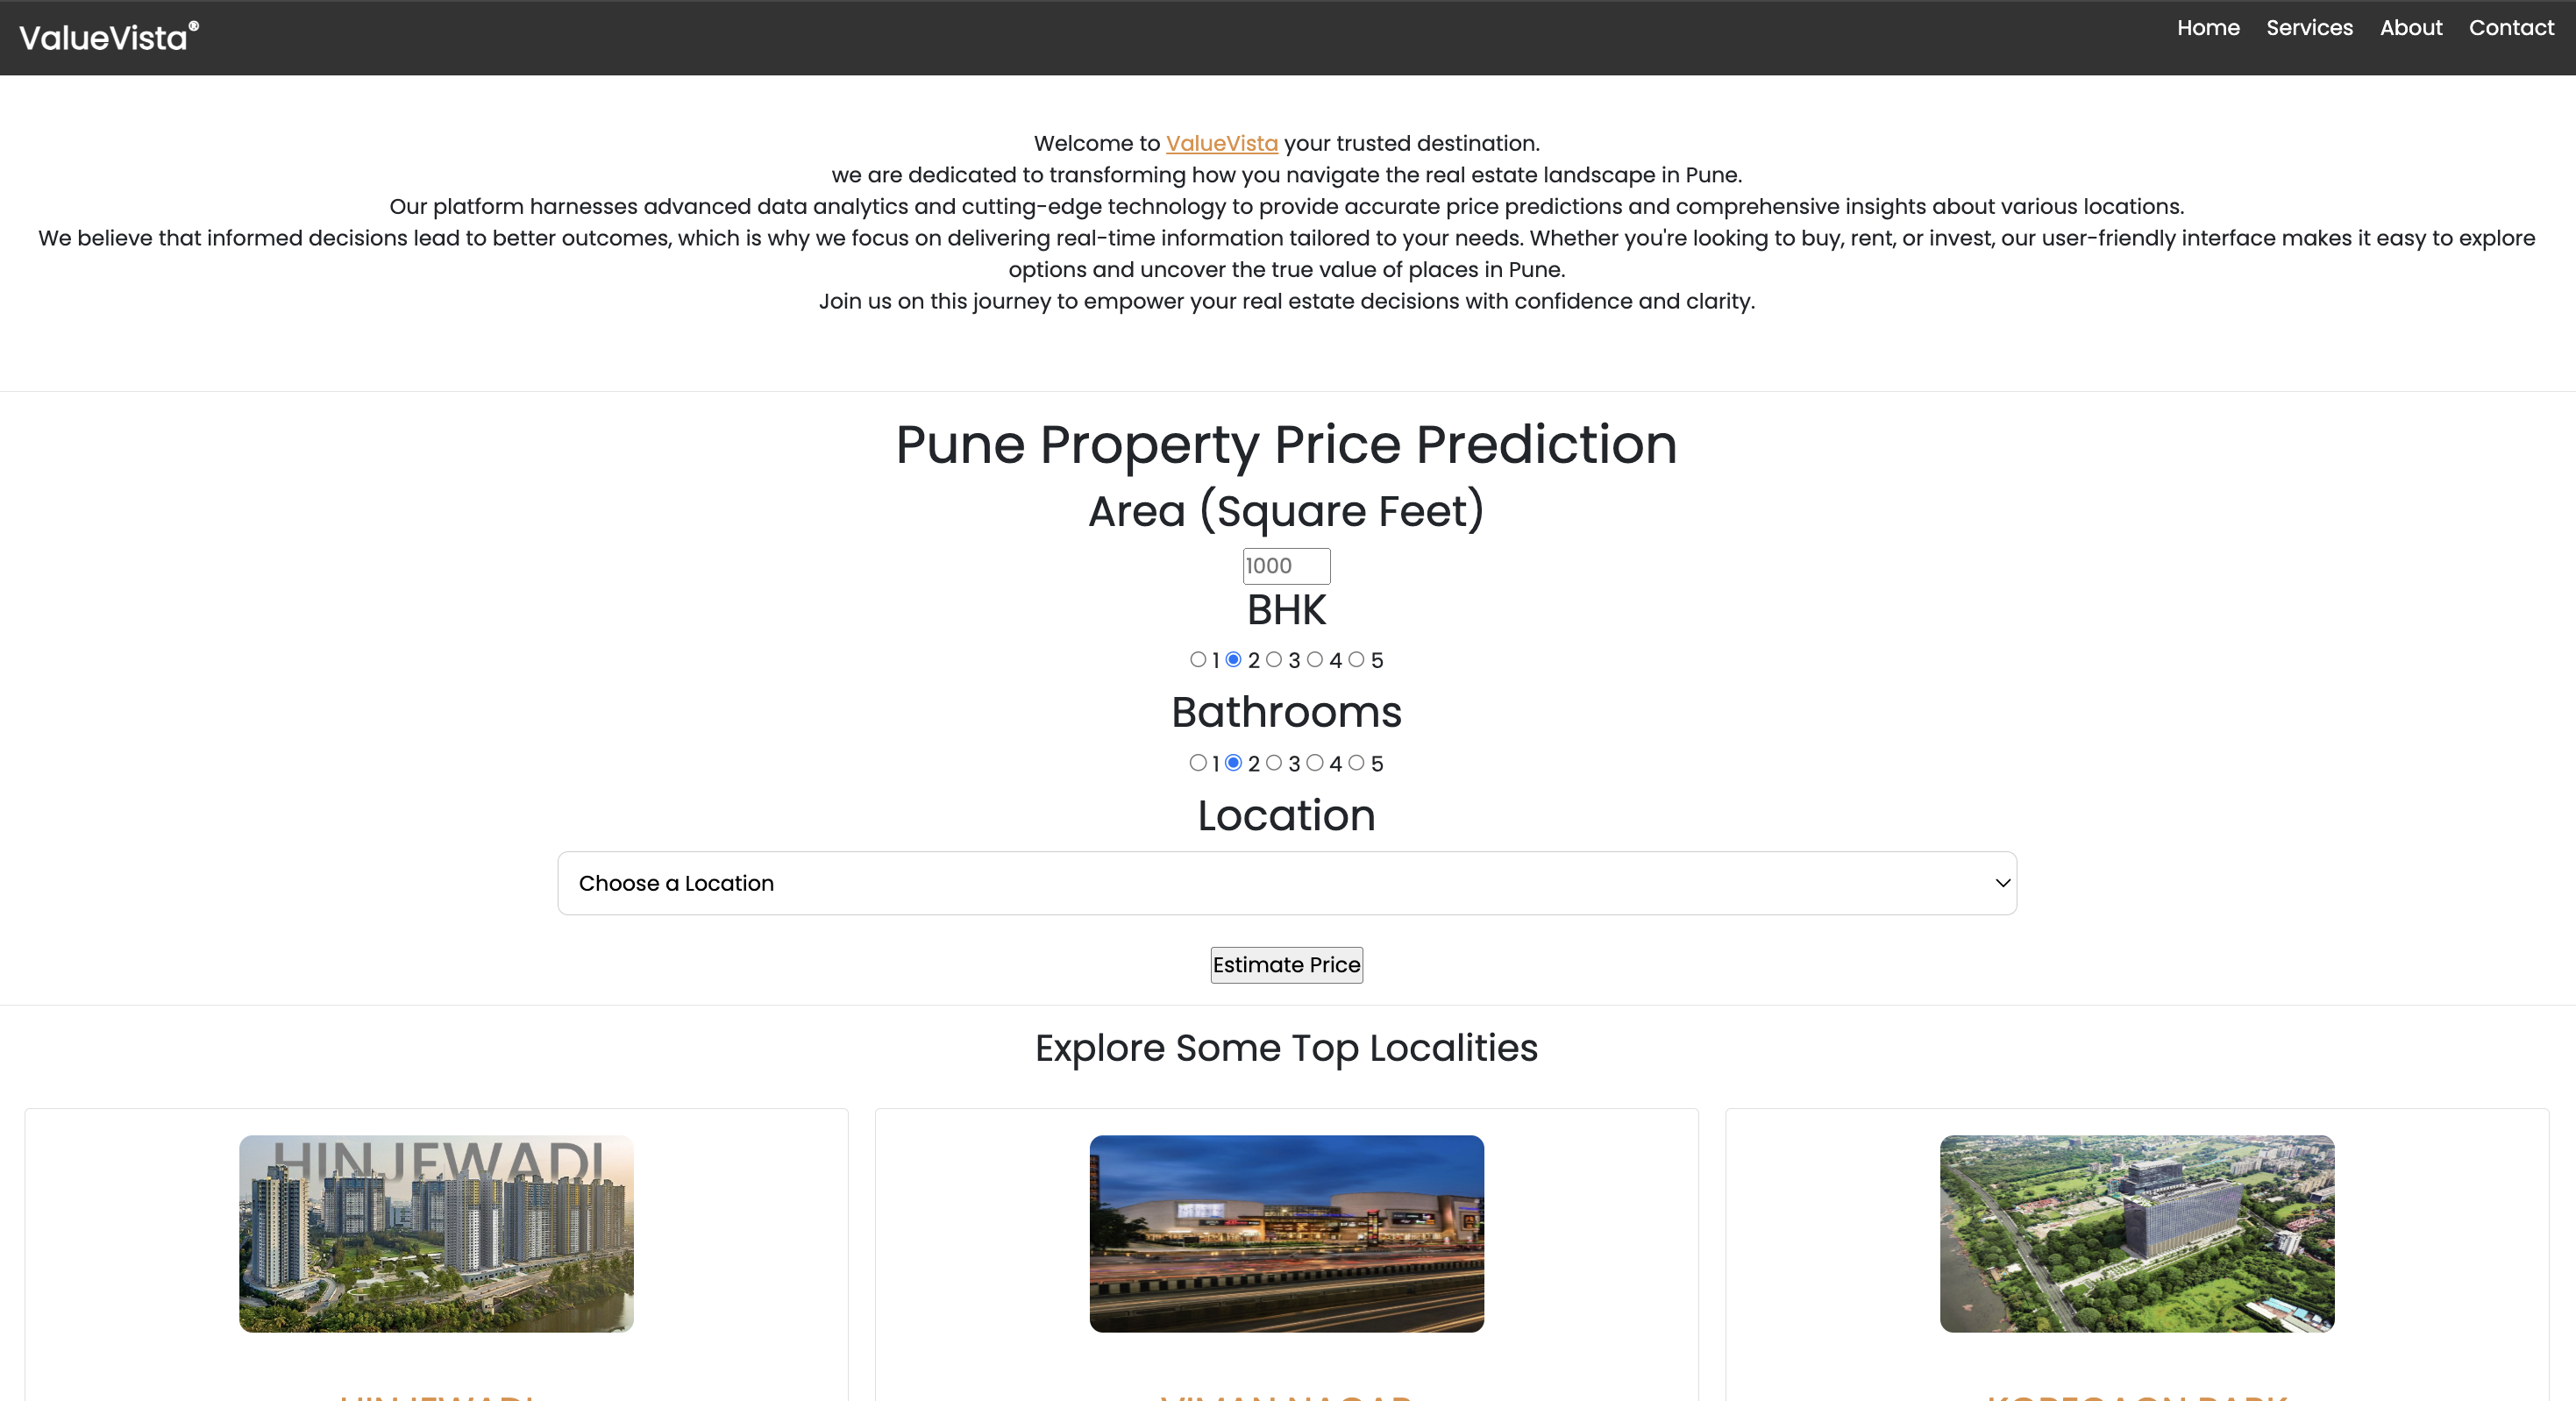 ValueVista®
Home Services About Contact
Welcome to ValueVista your trusted destination.
we are dedicated to transforming how you navigate the real estate landscape in Pune.
Our platform harnesses advanced data analytics and cutting-edge technology to provide accurate price predictions and comprehensive insights about various locations.
We believe that informed decisions lead to better outcomes, which is why we focus on delivering real-time information tailored to your needs. Whether you're looking to buy, rent, or invest, our user-friendly interface makes it easy to explore
options and uncover the true value of places in Pune.
Join us on this journey to empower your real estate decisions with confidence and clarity.
Pune Property Price Prediction
Area (Square Feet)
1000
BHK
1 2 3 4 5
Bathrooms
1 2 3 4 5
Location
Choose a Location
Estimate Price
Explore Some Top Localities
HINJEWADI
HINJEWADI VIMAN NAGAR KOREGAON PARK